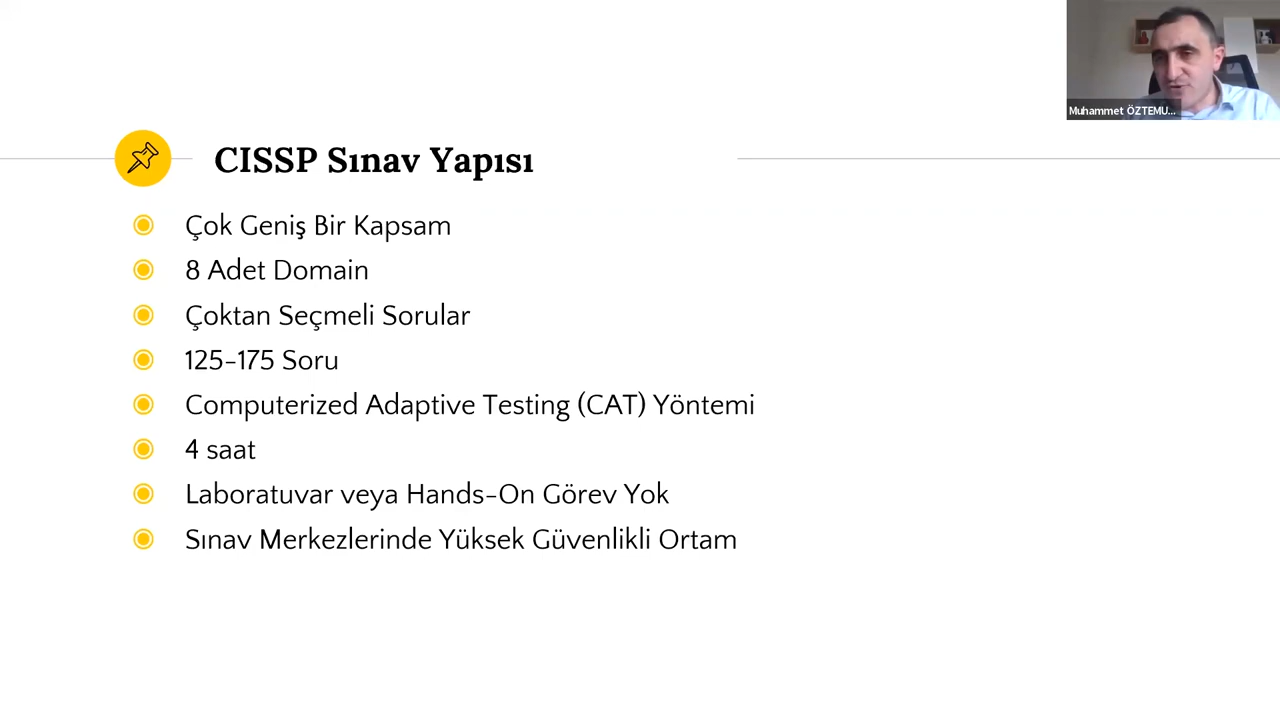 Muhammet ÖZTEMU...
CISSP Sınav Yapısı
Çok Geniş Bir Kapsam
8 Adet Domain
Çoktan Seçmeli Sorular
125-175 Soru
Computerized Adaptive Testing (CAT) Yöntemi
4 saat
Laboratuvar veya Hands-On Görev Yok
Sınav Merkezlerinde Yüksek Güvenlikli Ortam